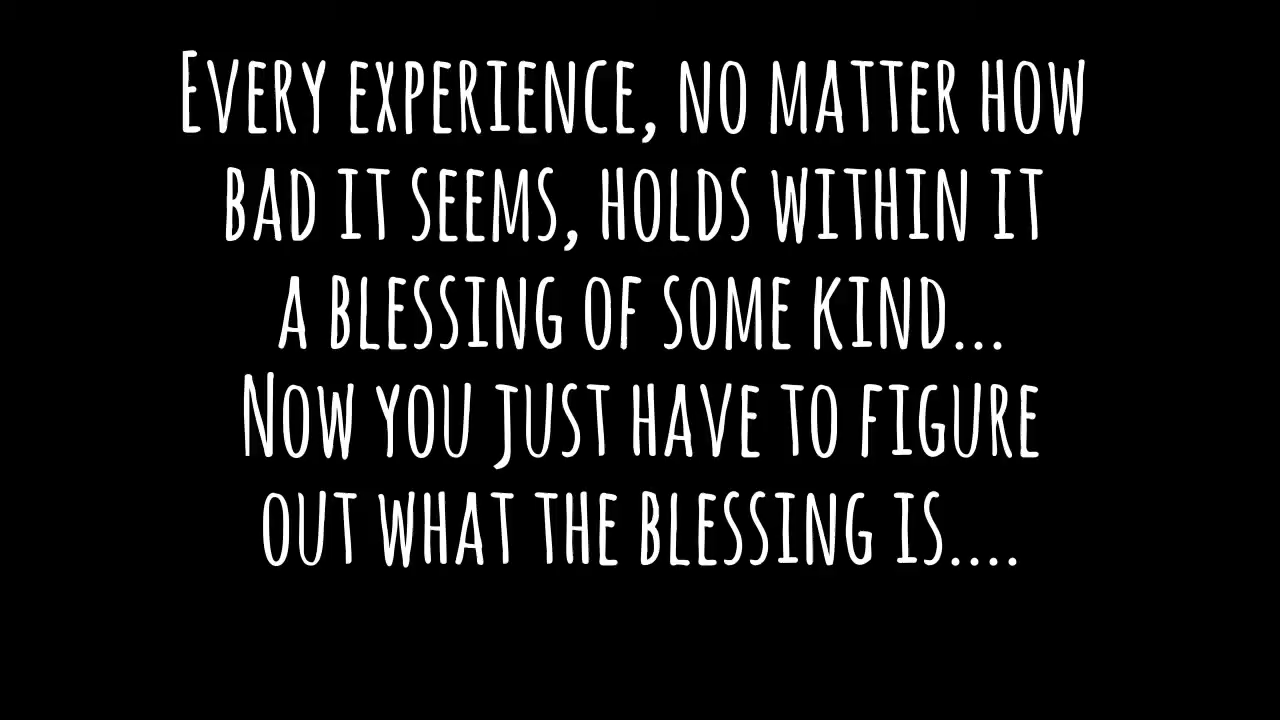 Every experience, no matter how
bad it seems, holds within it
a blessing of some kind...
Now you just have to figure
out what the blessing is....